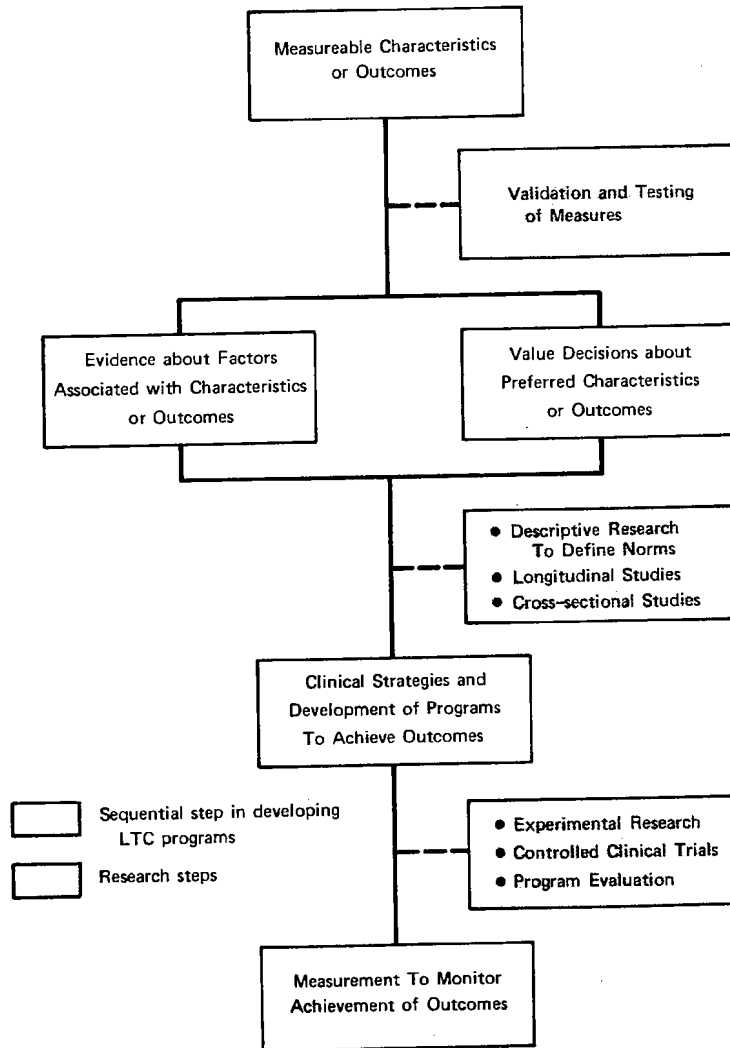 Measureable Characteristics
or Outcomes
Validation and Testing
of Measures
Evidence about Factors
Associated with Characteristics
or Outcomes
Value Decisions about
Preferred Characteristics
or Outcomes
● Descriptive Research
To Define Norms
● Longitudinal Studies
● Cross-sectional Studies
Clinical Strategies and
Development of Programs
To Achieve Outcomes
Sequential step in developing
LTC programs
Research steps
● Experimental Research
● Controlled Clinical Trials
● Program Evaluation
Measurement To Monitor
Achievement of Outcomes